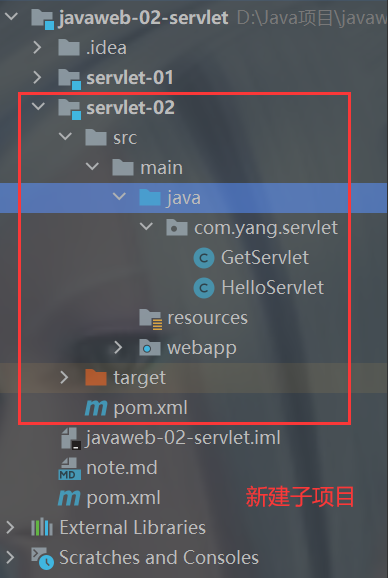 javaweb-02-servlet D:\Java项目\javaw
.idea
servlet-01
servlet-02
src
main
java
com.yang.servlet
GetServlet
HelloServlet
resources
webapp
target
pom.xml
javaweb-02-servlet.iml
note.md
pom.xml
新建子项目
External Libraries
Scratches and Consoles